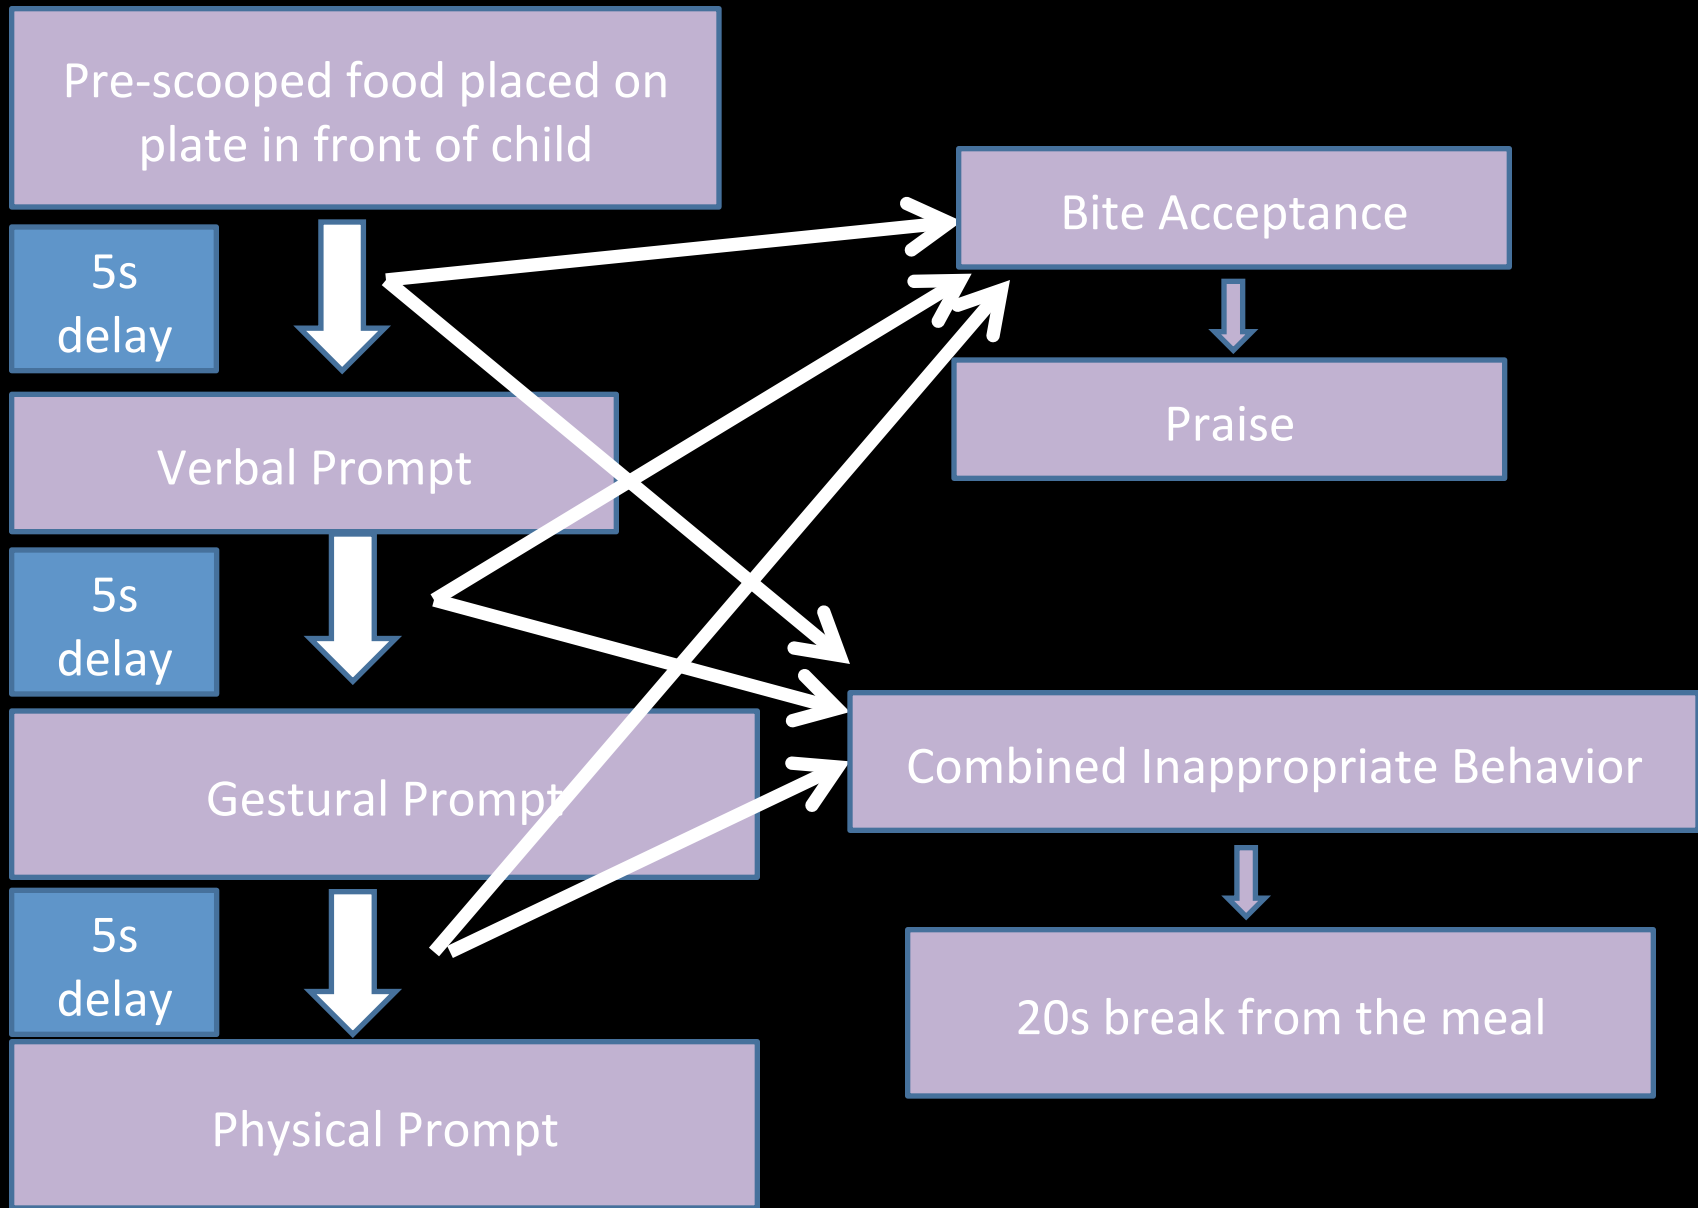 Pre-scooped food placed on
plate in front of child
5s
delay
Verbal Prompt
5s
delay
Gestural Prompt
5s
delay
Physical Prompt
Bite Acceptance
Praise
Combined Inappropriate Behavior
20s break from the meal